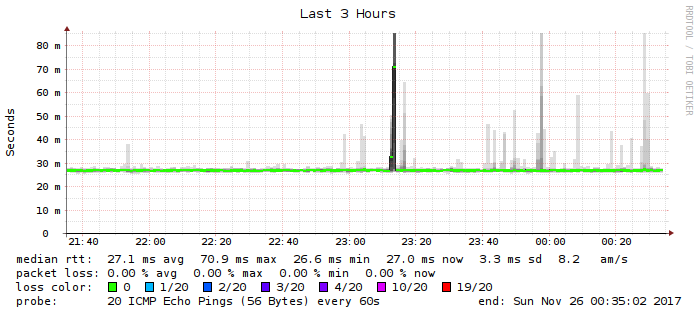 Last 3 Hours
RRDTOOL / TOBI OETIKER
Seconds
80 m
70 m
60 m
50 m
40 m
30 m
20 m
10 m
0
21:40 22:00 22:20 22:40 23:00 23:20 23:40 00:00 00:20
median rtt: 27.1 ms avg 70.9 ms max 26.6 ms min 27.0 ms now 3.3 ms sd 8.2 am/s
packet loss: 0.00 % avg 0.00 % max 0.00 % min 0.00 % now
loss color: 0 1/20 2/20 3/20 4/20 10/20 19/20
probe: 20 ICMP Echo Pings (56 Bytes) every 60s end: Sun Nov 26 00:35:02 2017